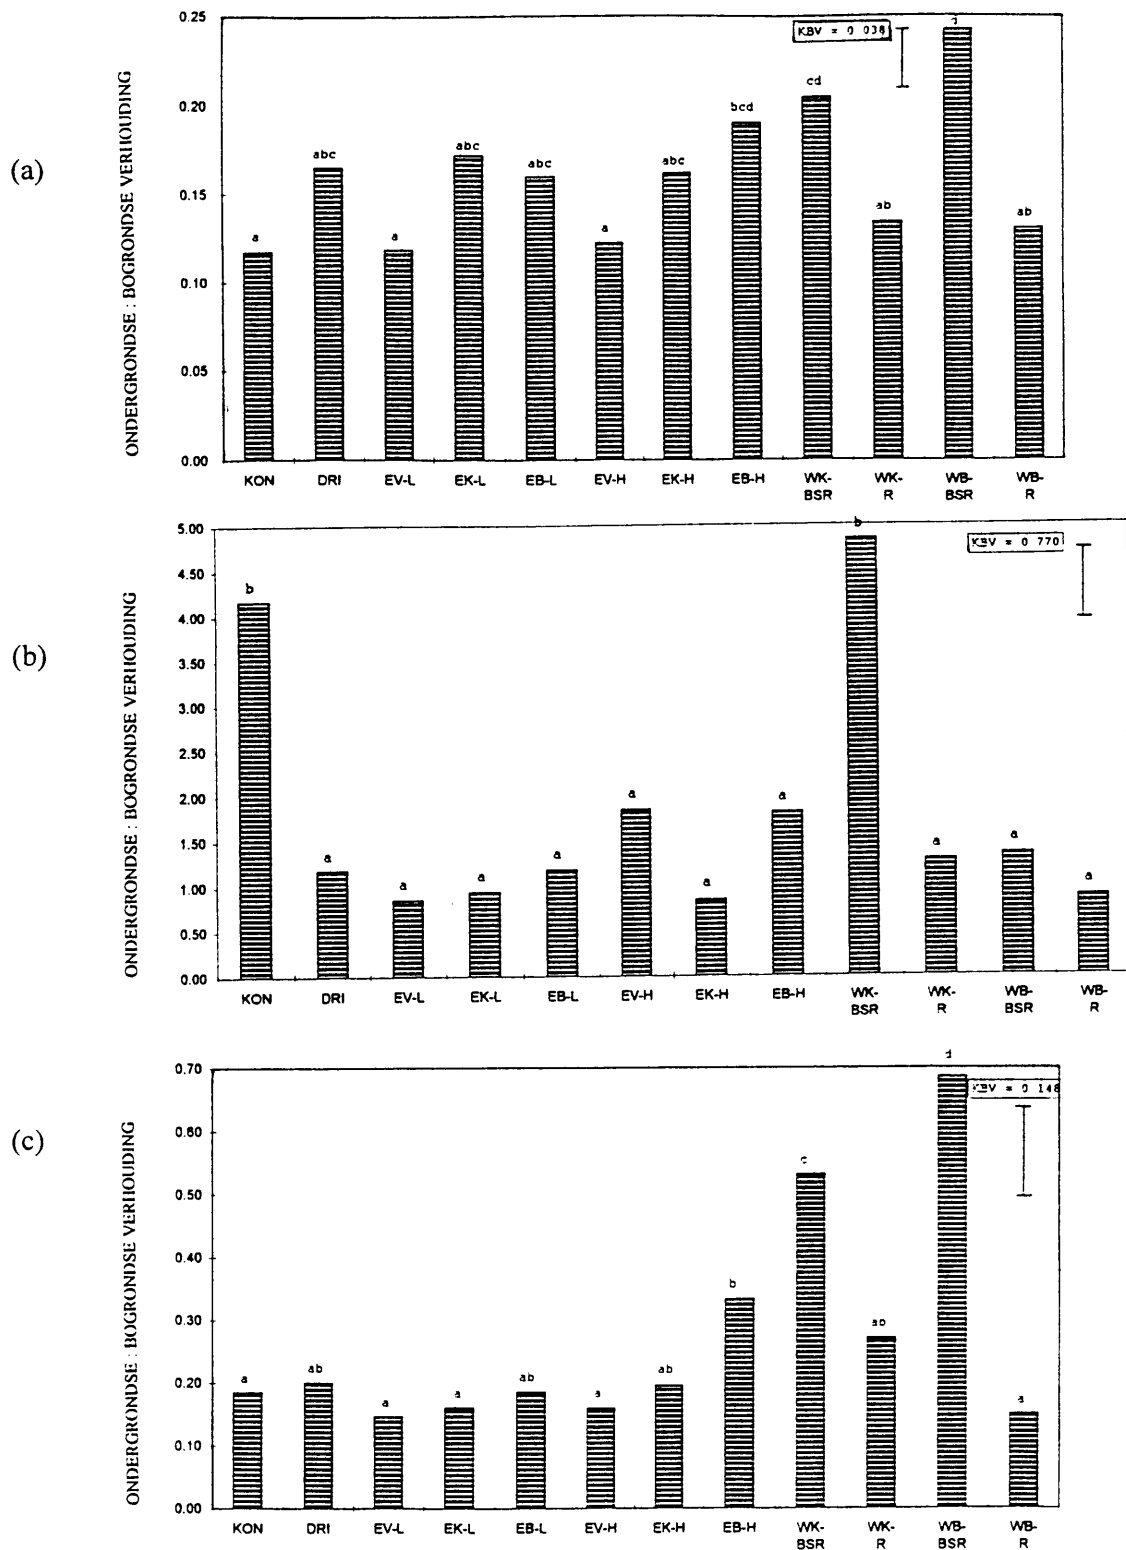 (a)
ONDERGRONDSE : BOGRONDSE VERHOUDING
0.25
0.20
0.15
0.10
0.05
0.00
KBV = 0.038
a
abc
a
abc
abc
a
abc
bcd
cd
ab
d
ab
KON DRI EV-L EK-L EB-L EV-H EK-H EB-H WK-BSR WK-R WB-BSR WB-R
(b)
ONDERGRONDSE : BOGRONDSE VERHOUDING
5.00
4.50
4.00
3.50
3.00
2.50
2.00
1.50
1.00
0.50
0.00
KBV = 0.770
b
a
a
a
a
a
a
a
b
a
a
a
KON DRI EV-L EK-L EB-L EV-H EK-H EB-H WK-BSR WK-R WB-BSR WB-R
(c)
ONDERGRONDSE : BOGRONDSE VERHOUDING
0.70
0.60
0.50
0.40
0.30
0.20
0.10
0.00
KBV = 0.148
a
ab
a
a
ab
a
ab
b
c
ab
d
a
KON DRI EV-L EK-L EB-L EV-H EK-H EB-H WK-BSR WK-R WB-BSR WB-R